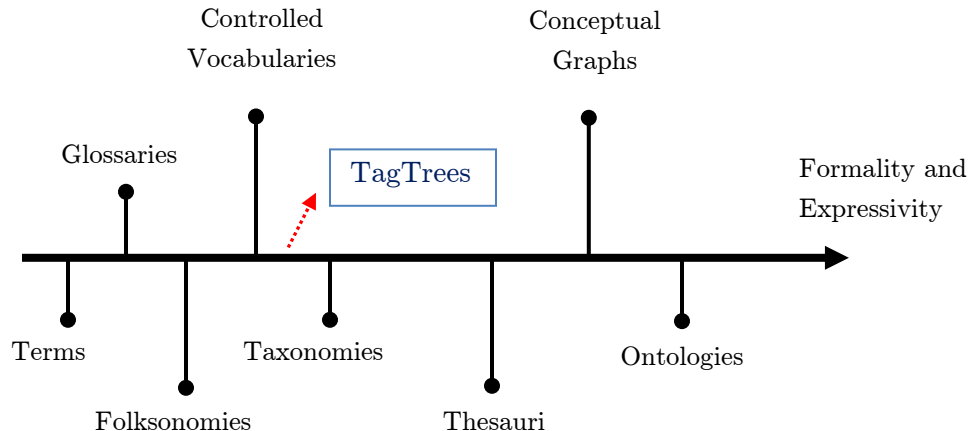 Controlled
Vocabularies
Conceptual
Graphs
Glossaries
TagTrees
Formality and
Expressivity
Terms
Taxonomies
Ontologies
Folksonomies
Thesauri